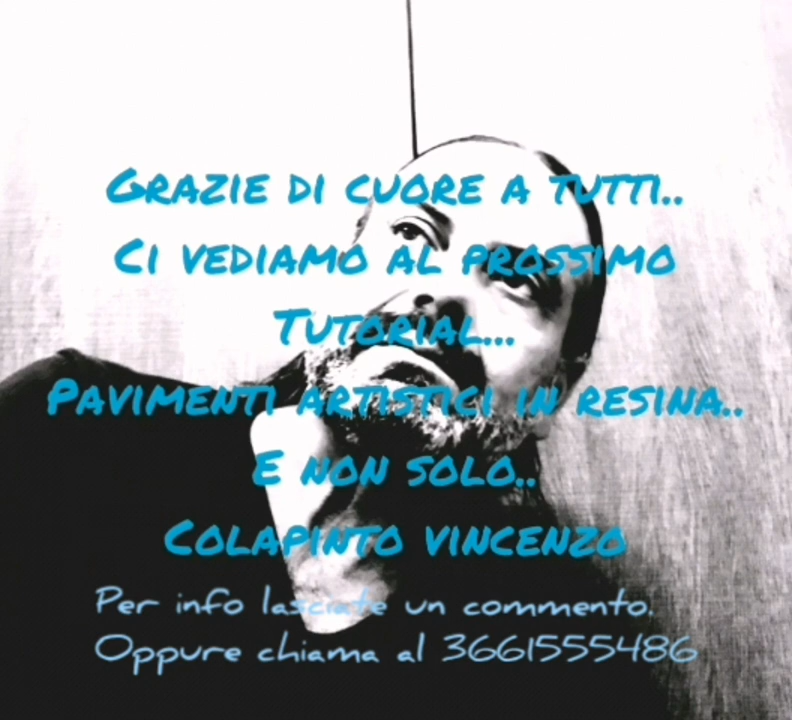 Grazie di cuore a tutti..
Ci vediamo al prossimo
Tutorial...
Pavimenti artistici in resina..
E non solo..
Colapinto vincenzo
Per info lasciate un commento.
Oppure chiama al 3661555486